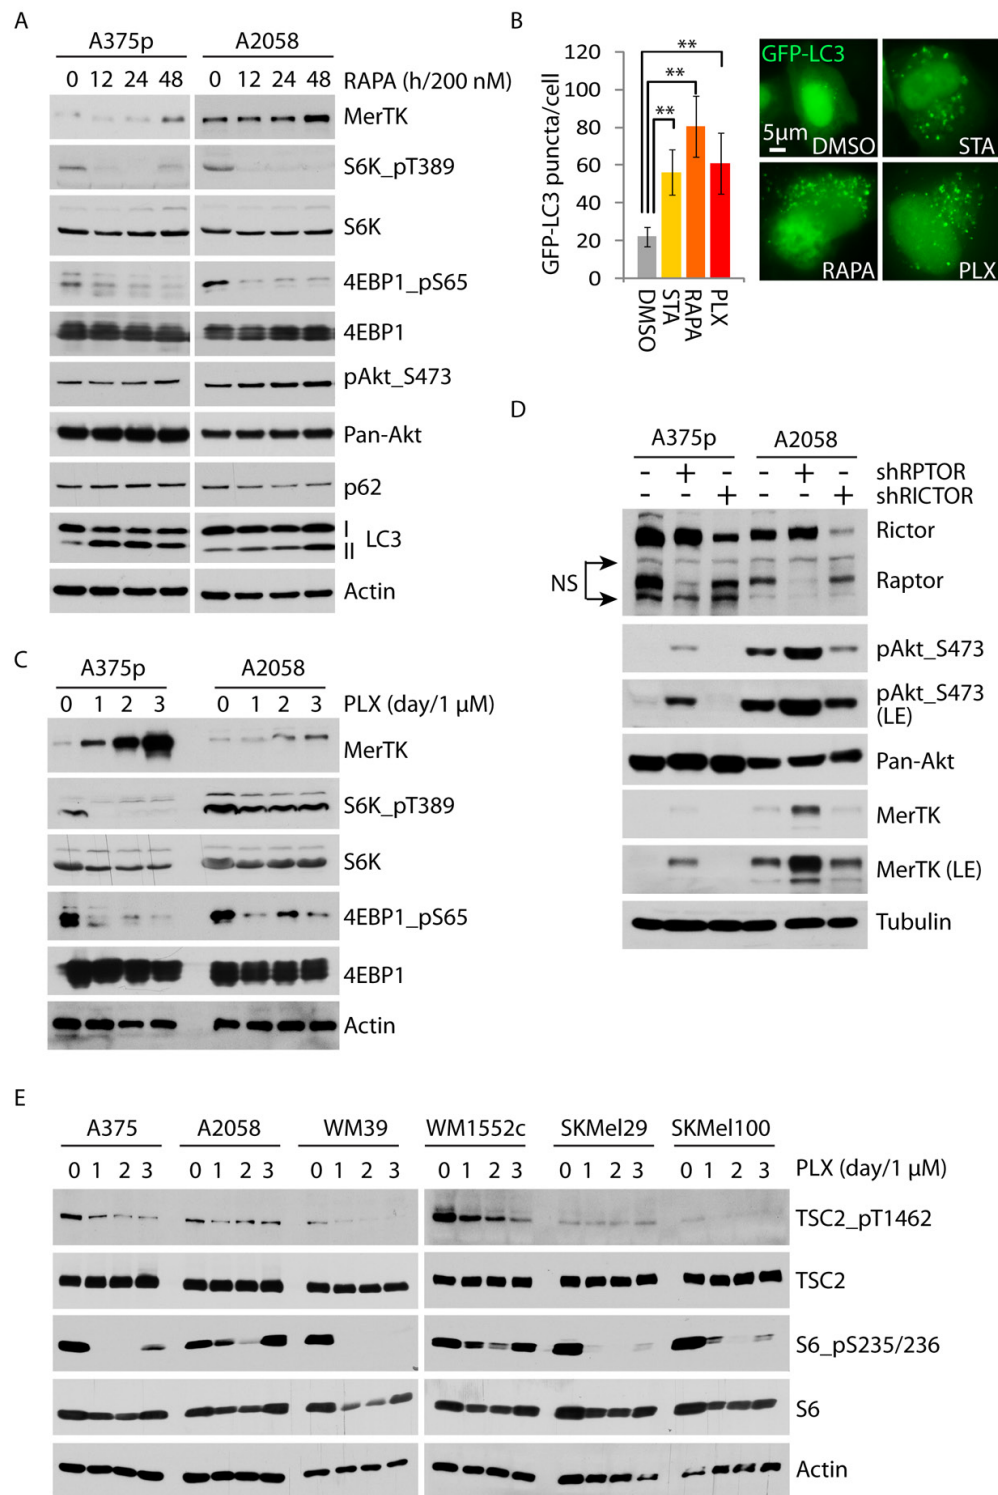 A
A375p A2058
0 12 24 48 0 12 24 48 RAPA (h/200 nM)
MerTK
S6K_pT389
S6K
4EBP1_pS65
4EBP1
pAkt_S473
Pan-Akt
p62
I
II
LC3
Actin
B
GFP-LC3 puncta/cell
120
100
80
60
40
20
0
**
**
**
DMSO
STA
RAPA
PLX
GFP-LC3
5μm
DMSO
STA
RAPA
PLX
C
A375p A2058
0 1 2 3 0 1 2 3 PLX (day/1 μM)
MerTK
S6K_pT389
S6K
4EBP1_pS65
4EBP1
Actin
D
A375p A2058
- + - - + - shRPTOR
- - + - - + shRICTOR
Rictor
NS
Raptor
pAkt_S473
pAkt_S473
(LE)
Pan-Akt
MerTK
MerTK (LE)
Tubulin
E
A375 A2058 WM39 WM1552c SKMel29 SKMel100
0 1 2 3 0 1 2 3 0 1 2 3 0 1 2 3 0 1 2 3 0 1 2 3 PLX (day/1 μM)
TSC2_pT1462
TSC2
S6_pS235/236
S6
Actin